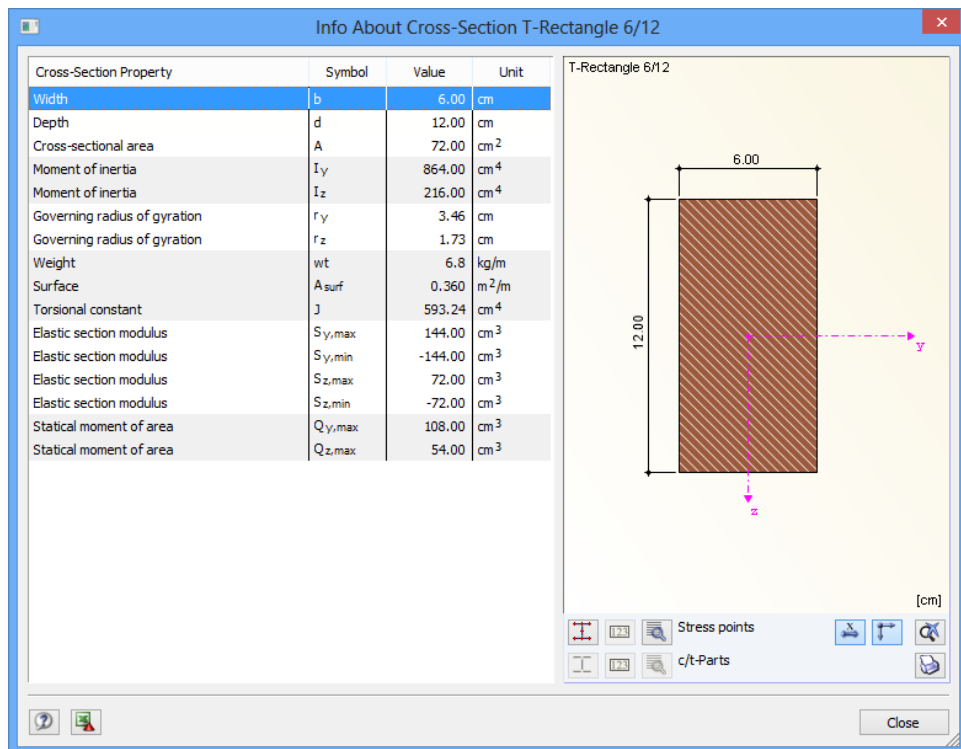 Info About Cross-Section T-Rectangle 6/12
Cross-Section Property Symbol Value Unit
Width b 6.00 cm
Depth d 12.00 cm
Cross-sectional area A 72.00 cm2
Moment of inertia Iy 864.00 cm4
Moment of inertia Iz 216.00 cm4
Governing radius of gyration ry 3.46 cm
Governing radius of gyration rz 1.73 cm
Weight wt 6.8 kg/m
Surface Asurf 0.360 m2/m
Torsional constant J 593.24 cm4
Elastic section modulus Sy,max 144.00 cm3
Elastic section modulus Sy,min -144.00 cm3
Elastic section modulus Sz,max 72.00 cm3
Elastic section modulus Sz,min -72.00 cm3
Statical moment of area Qy,max 108.00 cm3
Statical moment of area Qz,max 54.00 cm3
T-Rectangle 6/12
6.00
12.00
y
z
[cm]
123 Stress points x
123 c/t-Parts
? Close